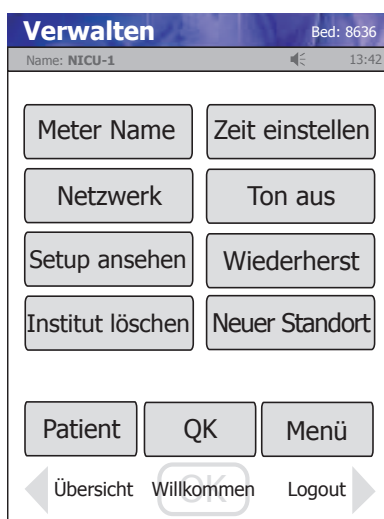 Verwalten Bed: 8636
Name: NICU-1 13:42
Meter Name Zeit einstellen
Netzwerk Ton aus
Setup ansehen Wiederherst
Institut löschen Neuer Standort
Patient QK Menü
Übersicht Willkommen Logout
OK